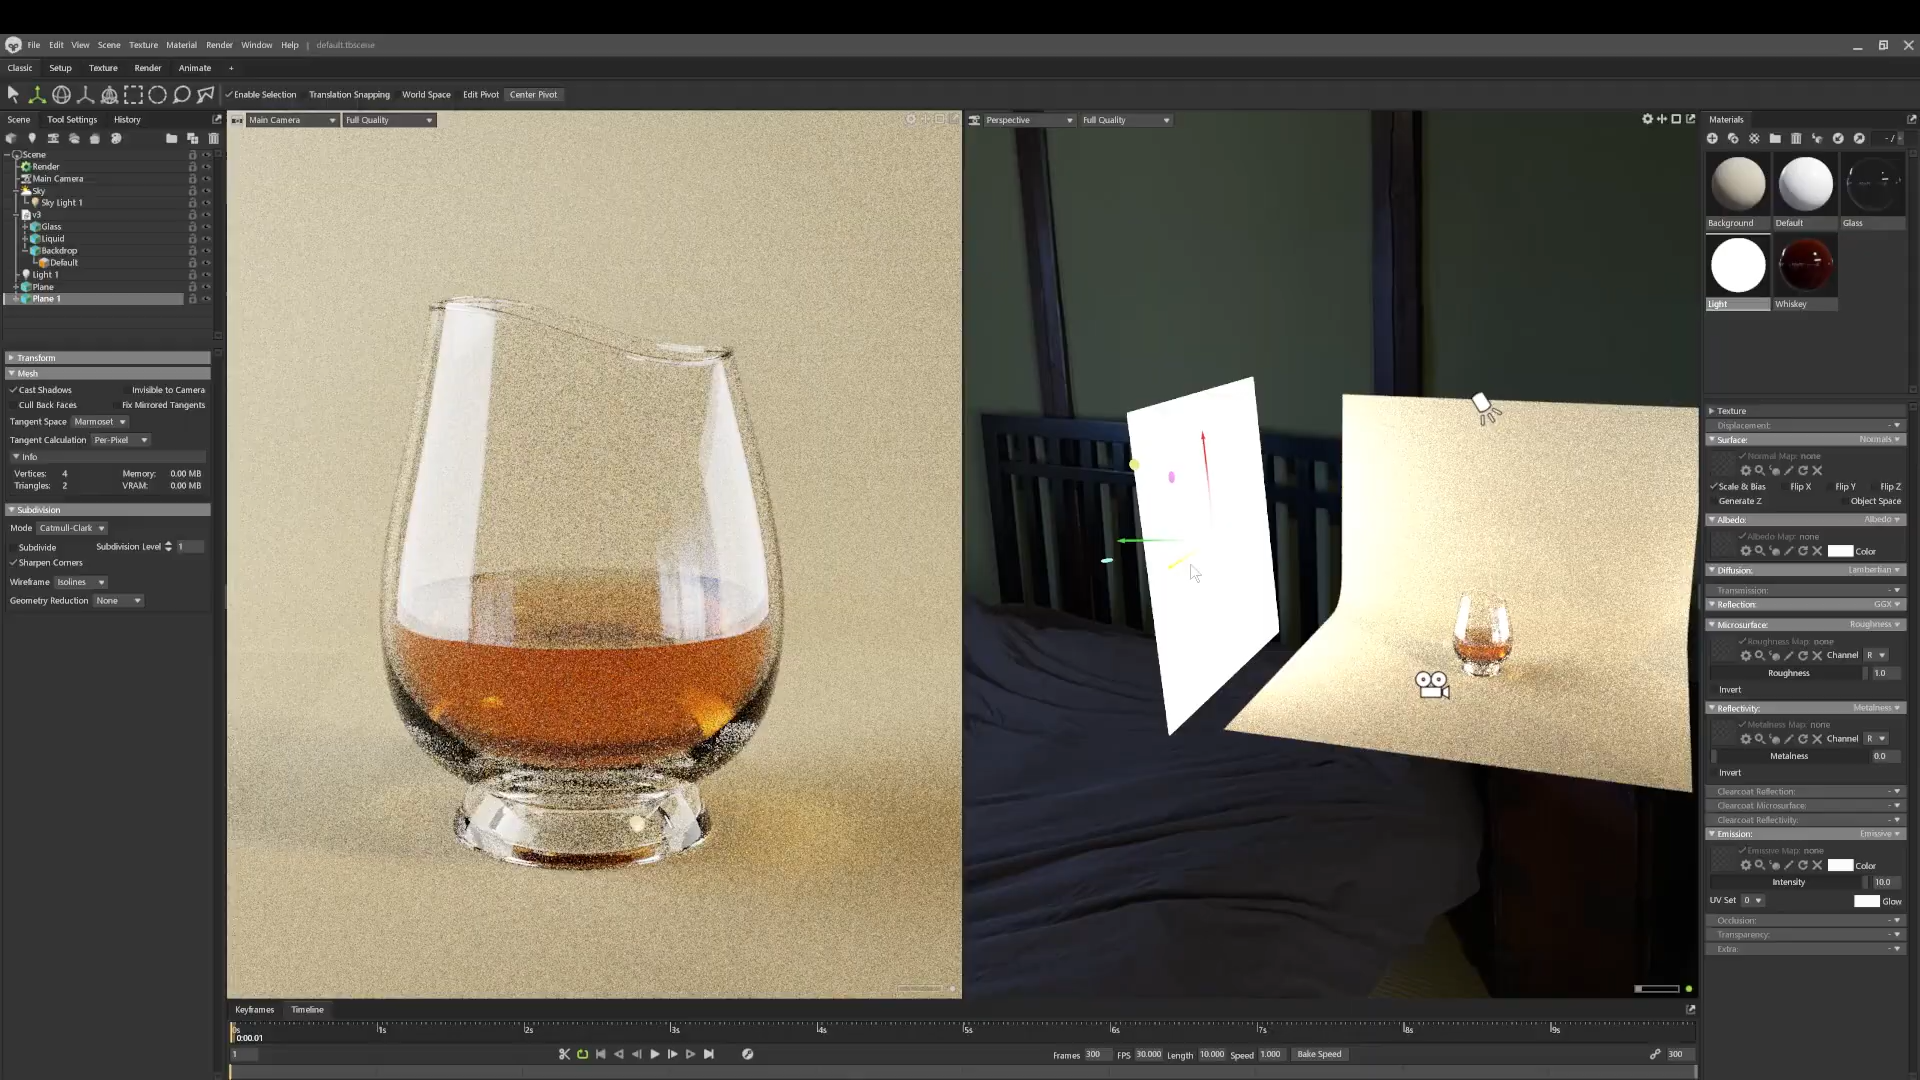 File Edit View Scene Texture Material Render Window Help | default.tbscene
Classic Setup Texture Render Animate +
Enable Selection Translation Snapping World Space Edit Pivot Center Pivot
Scene Tool Settings History
Main Camera Full Quality
Perspective Full Quality
Materials
Scene
Render
Main Camera
Sky
Sky Light 1
v3
Glass
Liquid
Backdrop
Default
Light 1
Plane
Plane 1
Transform
Mesh
Cast Shadows Invisible to Camera
Cull Back Faces Fix Mirrored Tangents
Tangent Space Marmoset
Tangent Calculation Per-Pixel
Info
Vertices: 4 Memory: 0.00 MB
Triangles: 2 VRAM: 0.00 MB
Subdivision
Mode Catmull-Clark
Subdivide Subdivision Level 1
Sharpen Corners
Wireframe Isolines
Geometry Reduction None
Background Default Glass
Light Whiskey
Texture
Displacement:
Surface: Normals
Normal Map: none
Scale & Bias Flip X Flip Y Flip Z
Generate Z Object Space
Albedo: Albedo
Albedo Map: none
Color
Diffusion: Lambertian
Transmission:
Reflection: GGX
Microsurface: Roughness
Roughness Map: none
Channel R
Roughness 1.0
Invert
Reflectivity: Metalness
Metalness Map: none
Channel R
Metalness 0.0
Invert
Clearcoat Reflection:
Clearcoat Microsurface:
Clearcoat Reflectivity:
Emission: Emissive
Emissive Map: none
Color
Intensity 10.0
UV Set 0 Glow
Occlusion:
Transparency:
Extra:
Keyframes Timeline
0s 1s 2s 3s 4s 5s 6s 7s 8s 9s
0:00.01
1 Frames 300 FPS 30.000 Length 10.000 Speed 1.000 Bake Speed 300